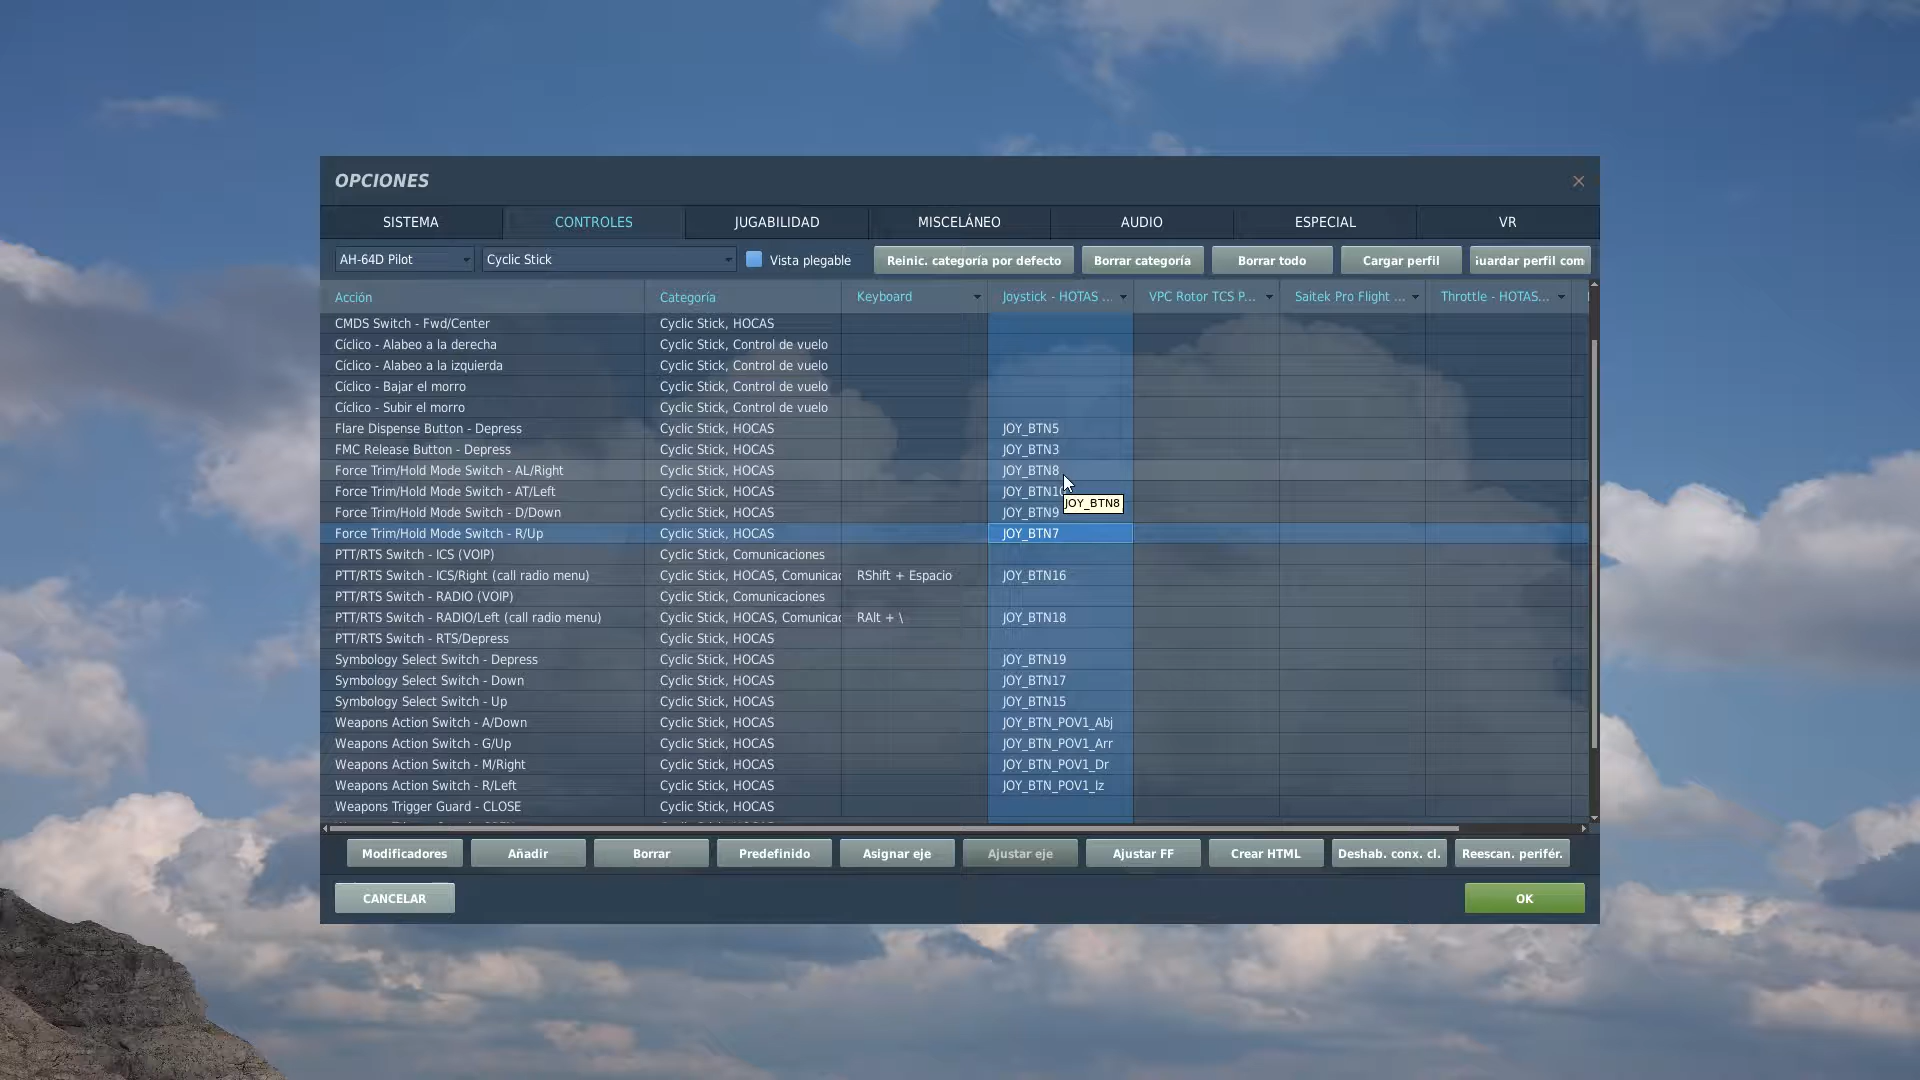 OPCIONES
SISTEMA CONTROLES JUGABILIDAD MISCELÁNEO AUDIO ESPECIAL VR
AH-64D Pilot Cyclic Stick Vista plegable Reinic. categoría por defecto Borrar categoría Borrar todo Cargar perfil uardar perfil com
Acción Categoría Keyboard Joystick - HOTAS ... VPC Rotor TCS P... Saitek Pro Flight ... Throttle - HOTAS...
CMDS Switch - Fwd/Center Cyclic Stick, HOCAS
Cíclico - Alabeo a la derecha Cyclic Stick, Control de vuelo
Cíclico - Alabeo a la izquierda Cyclic Stick, Control de vuelo
Cíclico - Bajar el morro Cyclic Stick, Control de vuelo
Cíclico - Subir el morro Cyclic Stick, Control de vuelo
Flare Dispense Button - Depress Cyclic Stick, HOCAS JOY_BTN5
FMC Release Button - Depress Cyclic Stick, HOCAS JOY_BTN3
Force Trim/Hold Mode Switch - AL/Right Cyclic Stick, HOCAS JOY_BTN8
Force Trim/Hold Mode Switch - AT/Left Cyclic Stick, HOCAS JOY_BTN10
JOY_BTN8
Force Trim/Hold Mode Switch - D/Down Cyclic Stick, HOCAS JOY_BTN9
Force Trim/Hold Mode Switch - R/Up Cyclic Stick, HOCAS JOY_BTN7
PTT/RTS Switch - ICS (VOIP) Cyclic Stick, Comunicaciones
PTT/RTS Switch - ICS/Right (call radio menu) Cyclic Stick, HOCAS, Comunicac RShift + Espacio JOY_BTN16
PTT/RTS Switch - RADIO (VOIP) Cyclic Stick, Comunicaciones
PTT/RTS Switch - RADIO/Left (call radio menu) Cyclic Stick, HOCAS, Comunicac RAlt + \ JOY_BTN18
PTT/RTS Switch - RTS/Depress Cyclic Stick, HOCAS
Symbology Select Switch - Depress Cyclic Stick, HOCAS JOY_BTN19
Symbology Select Switch - Down Cyclic Stick, HOCAS JOY_BTN17
Symbology Select Switch - Up Cyclic Stick, HOCAS JOY_BTN15
Weapons Action Switch - A/Down Cyclic Stick, HOCAS JOY_BTN_POV1_Abj
Weapons Action Switch - G/Up Cyclic Stick, HOCAS JOY_BTN_POV1_Arr
Weapons Action Switch - M/Right Cyclic Stick, HOCAS JOY_BTN_POV1_Dr
Weapons Action Switch - R/Left Cyclic Stick, HOCAS JOY_BTN_POV1_Iz
Weapons Trigger Guard - CLOSE Cyclic Stick, HOCAS
Modificadores Añadir Borrar Predefinido Asignar eje Ajustar eje Ajustar FF Crear HTML Deshab. conx. cl. Reescan. perifér.
CANCELAR OK